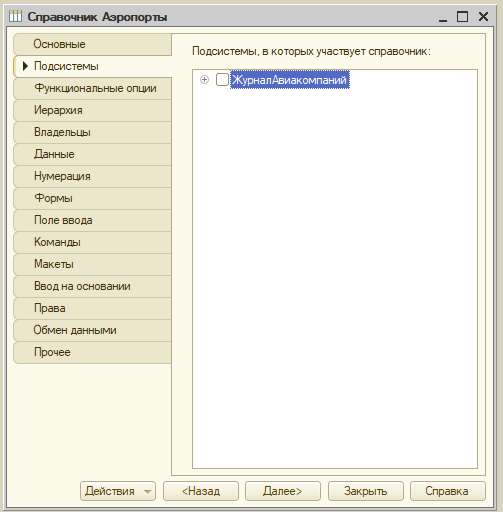 Справочник Аэропорты
Основные
Подсистемы
Функциональные опции
Иерархия
Владельцы
Данные
Нумерация
Формы
Поле ввода
Команды
Макеты
Ввод на основании
Права
Обмен данными
Прочее
Подсистемы, в которых участвует справочник:
ЖурналАвиакомпаний
Действия
<Назад
Далее>
Закрыть
Справка